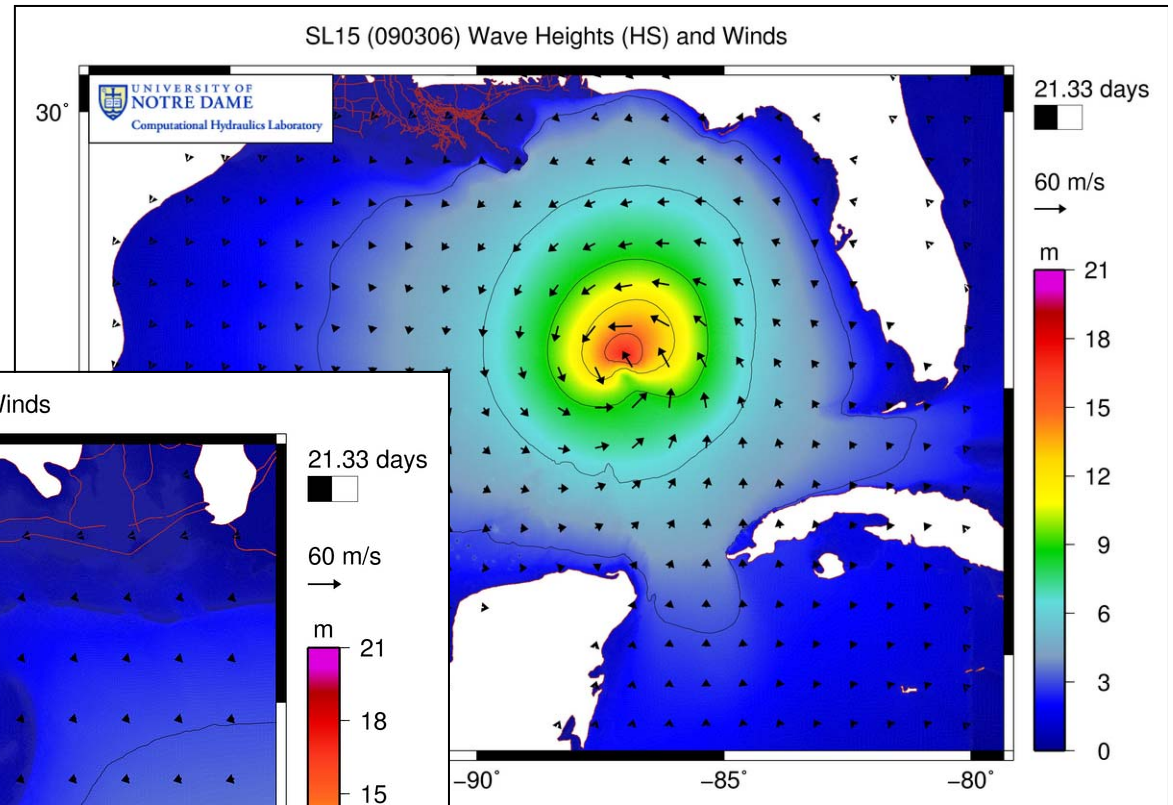 SL15 (090306) Wave Heights (HS) and Winds
UNIVERSITY OF
NOTRE DAME
Computational Hydraulics Laboratory
30°
21.33 days
60 m/s
m
21
18
15
12
9
6
3
0
−90°
−85°
−80°
Winds
21.33 days
60 m/s
m
21
18
15